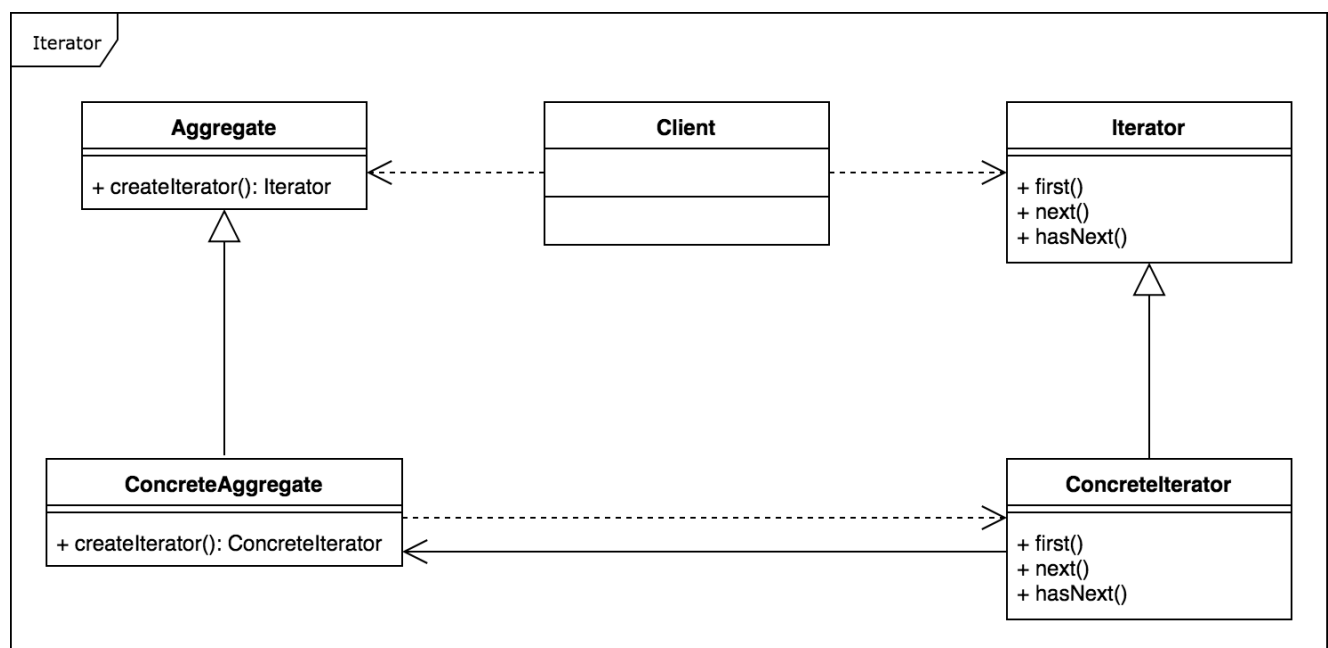 Iterator
Aggregate
+ createIterator(): Iterator
Client
Iterator
+ first()
+ next()
+ hasNext()
ConcreteAggregate
+ createIterator(): ConcreteIterator
ConcreteIterator
+ first()
+ next()
+ hasNext()